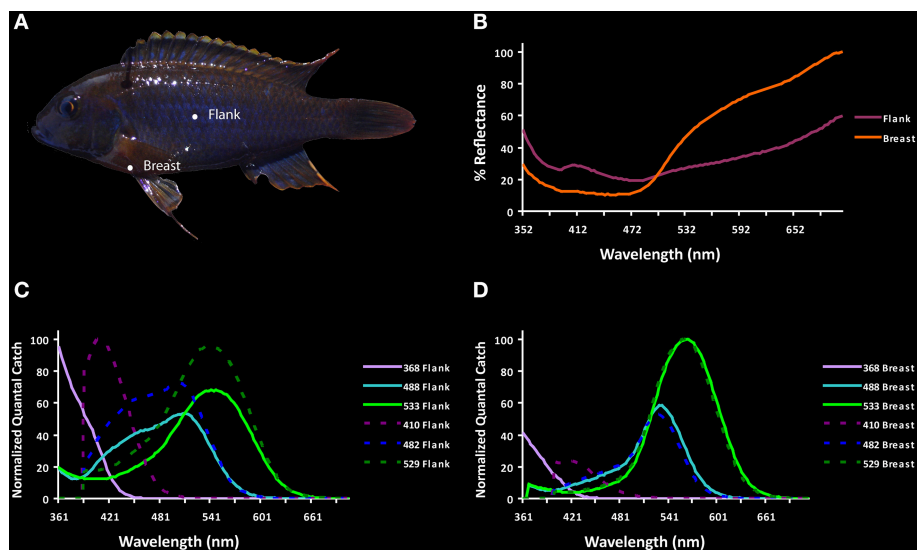 A
Flank
Breast
B
% Reflectance
100
80
60
40
20
0
352 412 472 532 592 652
Wavelength (nm)
Flank
Breast
C
Normalized Quantal Catch
100
80
60
40
20
0
361 421 481 541 601 661
Wavelength (nm)
368 Flank
488 Flank
533 Flank
410 Flank
482 Flank
529 Flank
D
Normalized Quantal Catch
100
80
60
40
20
0
361 421 481 541 601 661
Wavelength (nm)
368 Breast
488 Breast
533 Breast
410 Breast
482 Breast
529 Breast